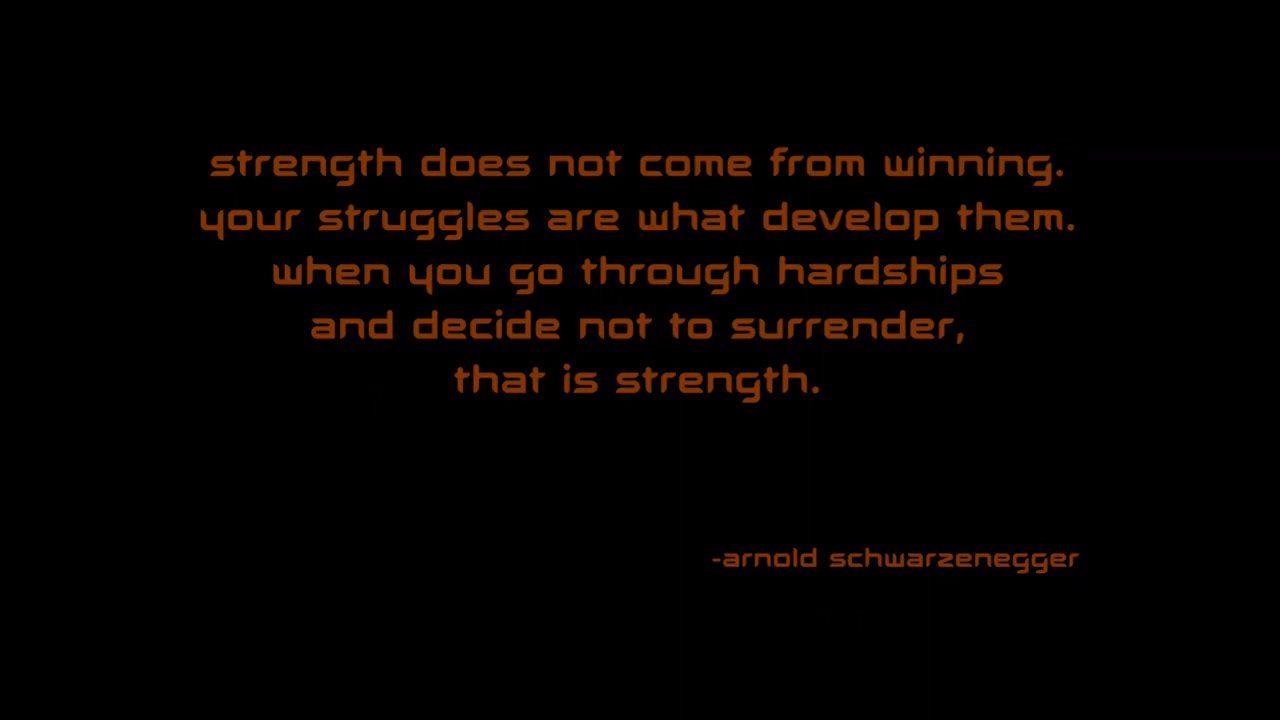 strength does not come from winning.
your struggles are what develop them.
when you go through hardships
and decide not to surrender,
that is strength.
-arnold schwarzenegger